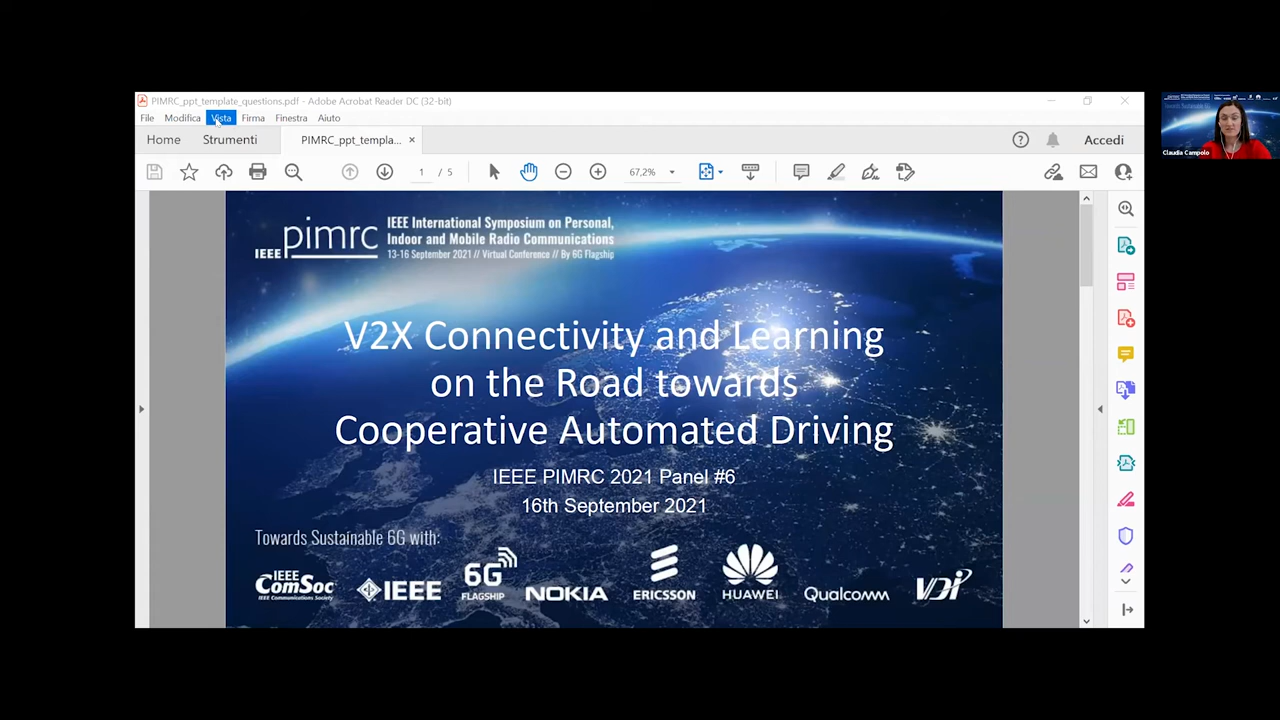 PIMRC_ppt_template_questions.pdf - Adobe Acrobat Reader DC (32-bit)
File Modifica Vista Firma Finestra Aiuto
Home Strumenti PIMRC_ppt_templa... × Accedi
1 / 5 67,2%
IEEE pimrc
IEEE International Symposium on Personal,
Indoor and Mobile Radio Communications
13-16 September 2021 // Virtual Conference // By 6G Flagship
V2X Connectivity and Learning
on the Road towards
Cooperative Automated Driving
IEEE PIMRC 2021 Panel #6
16th September 2021
Towards Sustainable 6G with:
IEEE ComSoc
IEEE Communications Society
IEEE
6G FLAGSHIP
NOKIA
ERICSSON
HUAWEI
Qualcomm
VDI
Claudia Campolo